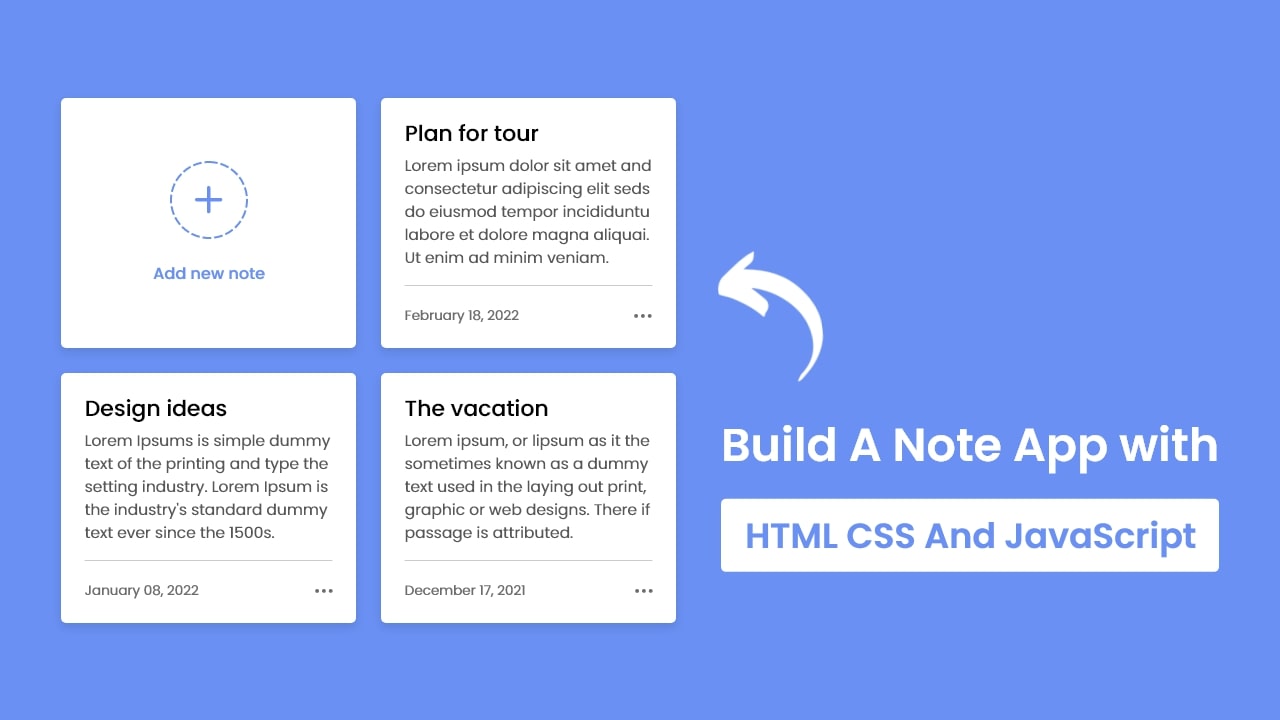 Add new note
Plan for tour
Lorem ipsum dolor sit amet and
consectetur adipiscing elit seds
do eiusmod tempor incididuntu
labore et dolore magna aliquai.
Ut enim ad minim veniam.
February 18, 2022
Design ideas
Lorem Ipsums is simple dummy
text of the printing and type the
setting industry. Lorem Ipsum is
the industry's standard dummy
text ever since the 1500s.
January 08, 2022
The vacation
Lorem ipsum, or lipsum as it the
sometimes known as a dummy
text used in the laying out print,
graphic or web designs. There if
passage is attributed.
December 17, 2021
Build A Note App with
HTML CSS And JavaScript